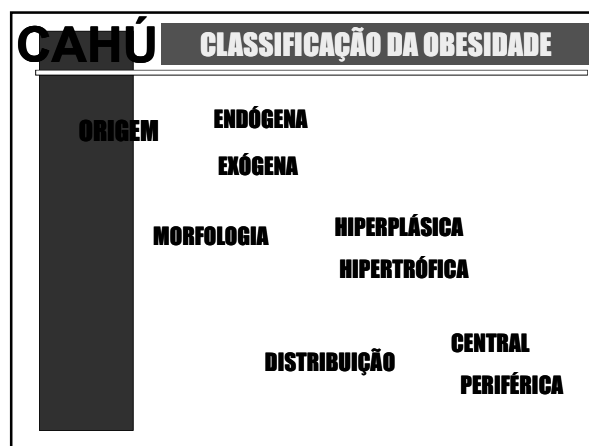 CAHÚ
CLASSIFICAÇÃO DA OBESIDADE
ORIGEM
ENDÓGENA
EXÓGENA
MORFOLOGIA
HIPERPLÁSICA
HIPERTRÓFICA
DISTRIBUIÇÃO
CENTRAL
PERIFÉRICA